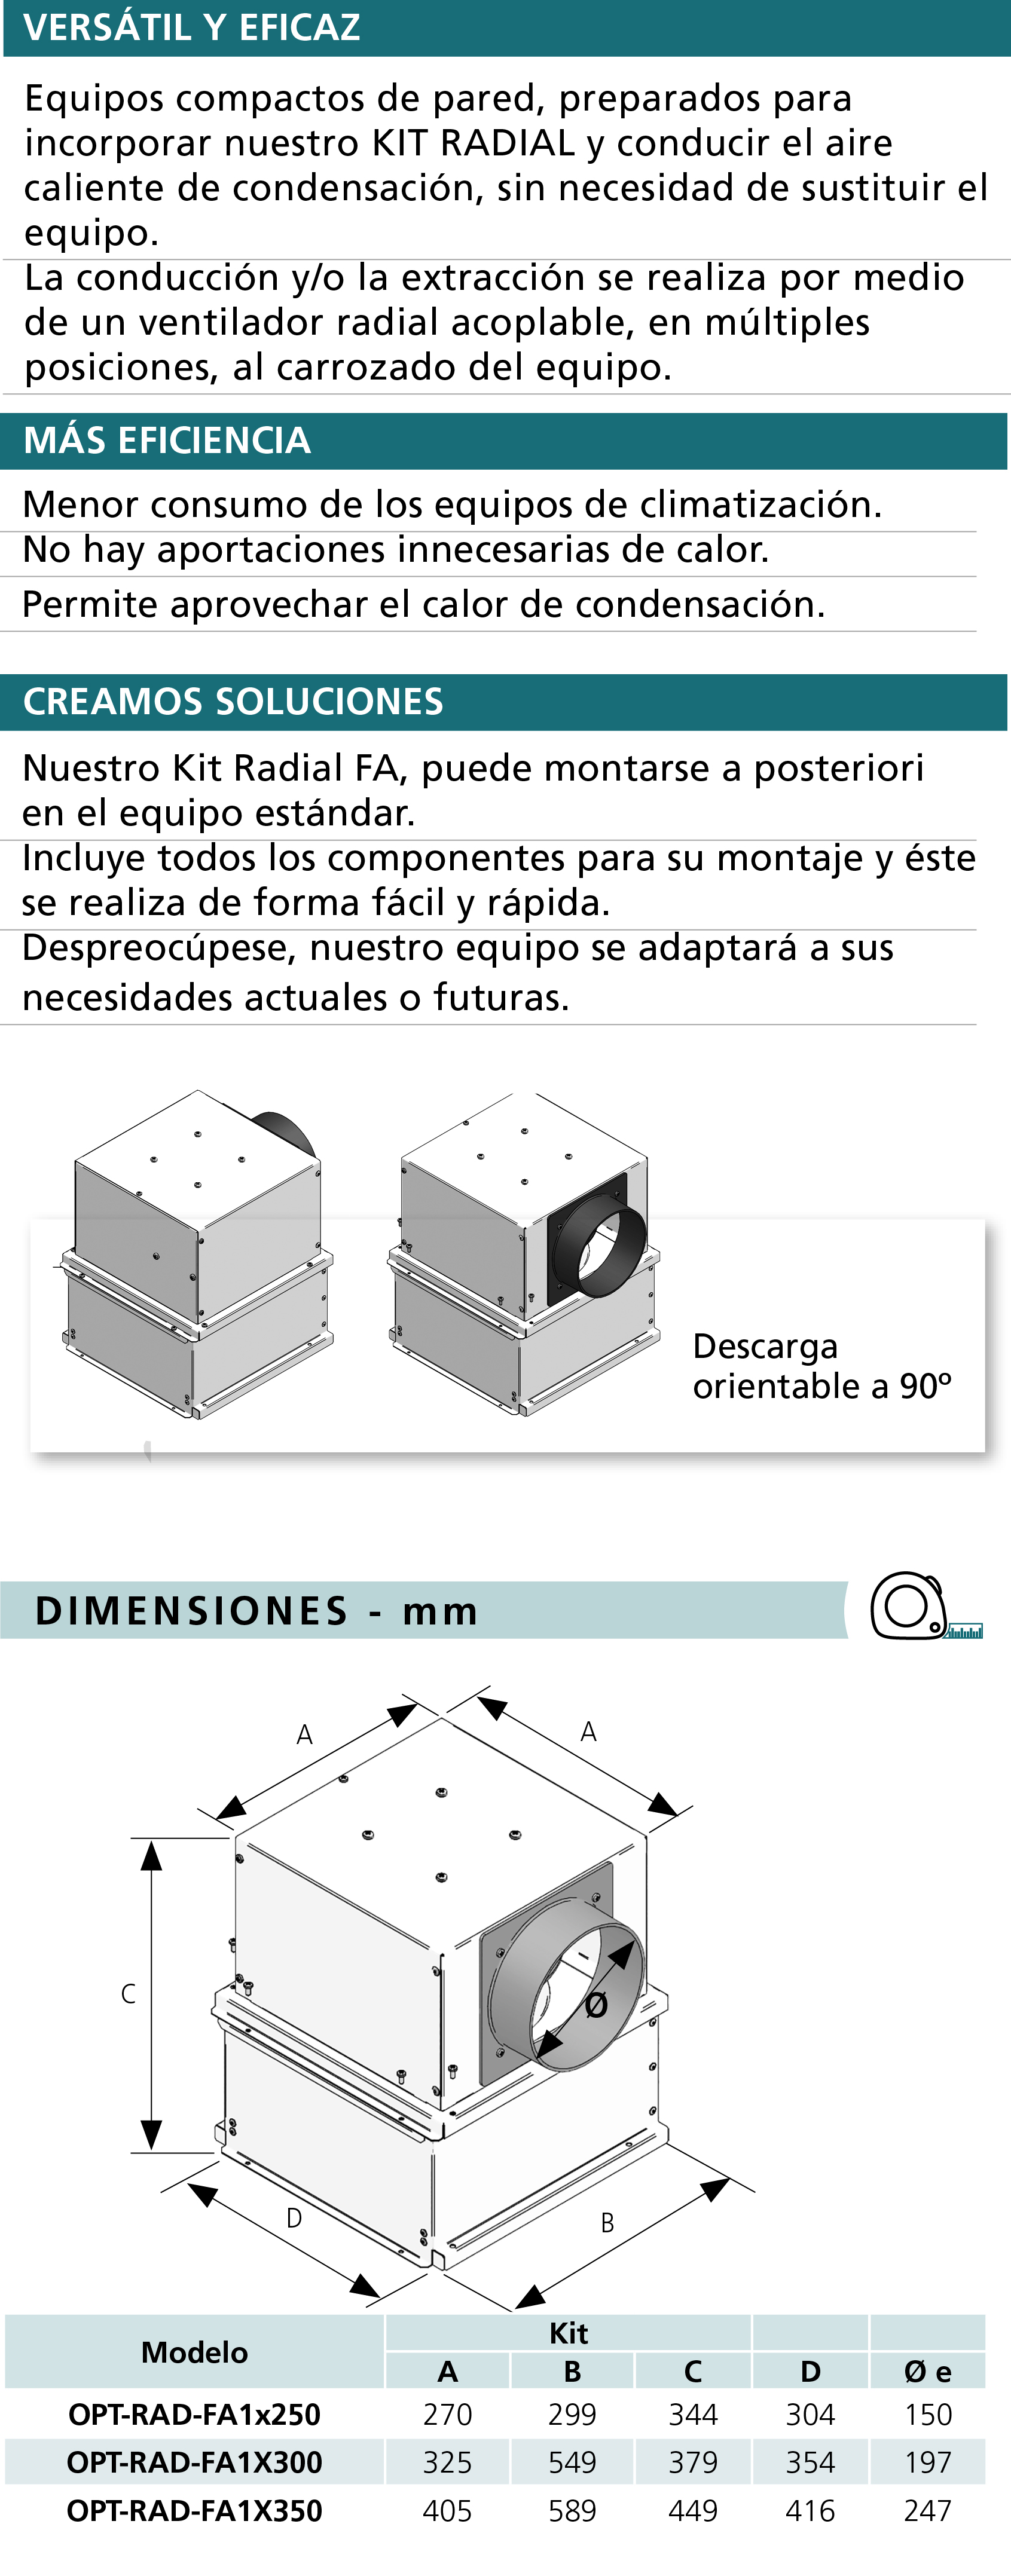 VERSÁTIL Y EFICAZ
Equipos compactos de pared, preparados para
incorporar nuestro KIT RADIAL y conducir el aire
caliente de condensación, sin necesidad de sustituir el
equipo.
La conducción y/o la extracción se realiza por medio
de un ventilador radial acoplable, en múltiples
posiciones, al carrozado del equipo.
MÁS EFICIENCIA
Menor consumo de los equipos de climatización.
No hay aportaciones innecesarias de calor.
Permite aprovechar el calor de condensación.
CREAMOS SOLUCIONES
Nuestro Kit Radial FA, puede montarse a posteriori
en el equipo estándar.
Incluye todos los componentes para su montaje y éste
se realiza de forma fácil y rápida.
Despreocúpese, nuestro equipo se adaptará a sus
necesidades actuales o futuras.
Descarga
orientable a 90º
DIMENSIONES - mm
A A
C
Ø
D B
Modelo Kit
A B C D Ø e
OPT-RAD-FA1x250 270 299 344 304 150
OPT-RAD-FA1X300 325 549 379 354 197
OPT-RAD-FA1X350 405 589 449 416 247